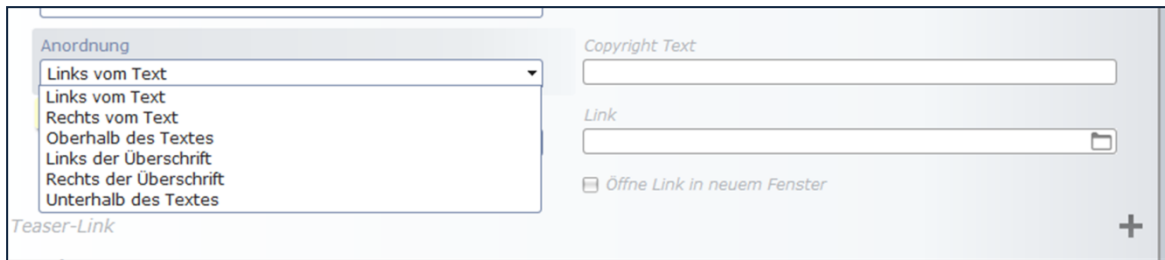 Anordnung
Links vom Text
Links vom Text
Rechts vom Text
Oberhalb des Textes
Links der Überschrift
Rechts der Überschrift
Unterhalb des Textes
Copyright Text
Link
Öffne Link in neuem Fenster
Teaser-Link